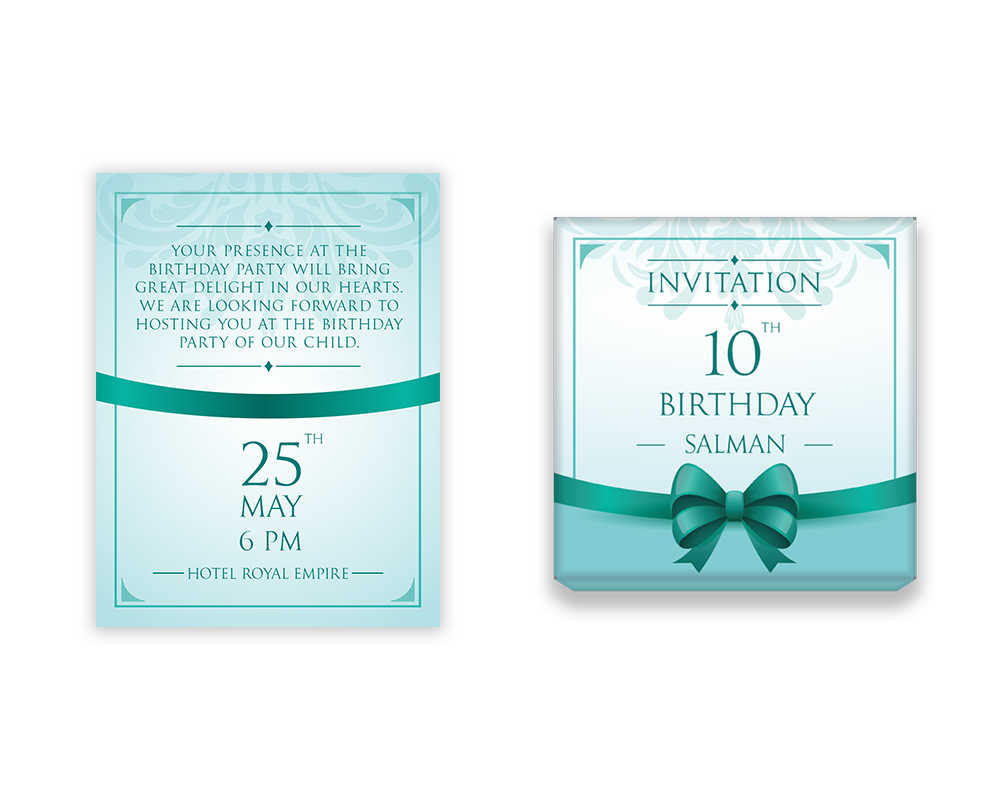 YOUR PRESENCE AT THE
BIRTHDAY PARTY WILL BRING
GREAT DELIGHT IN OUR HEARTS.
WE ARE LOOKING FORWARD TO
HOSTING YOU AT THE BIRTHDAY
PARTY OF OUR CHILD.
25TH
MAY
6 PM
HOTEL ROYAL EMPIRE
INVITATION
10TH
BIRTHDAY
SALMAN